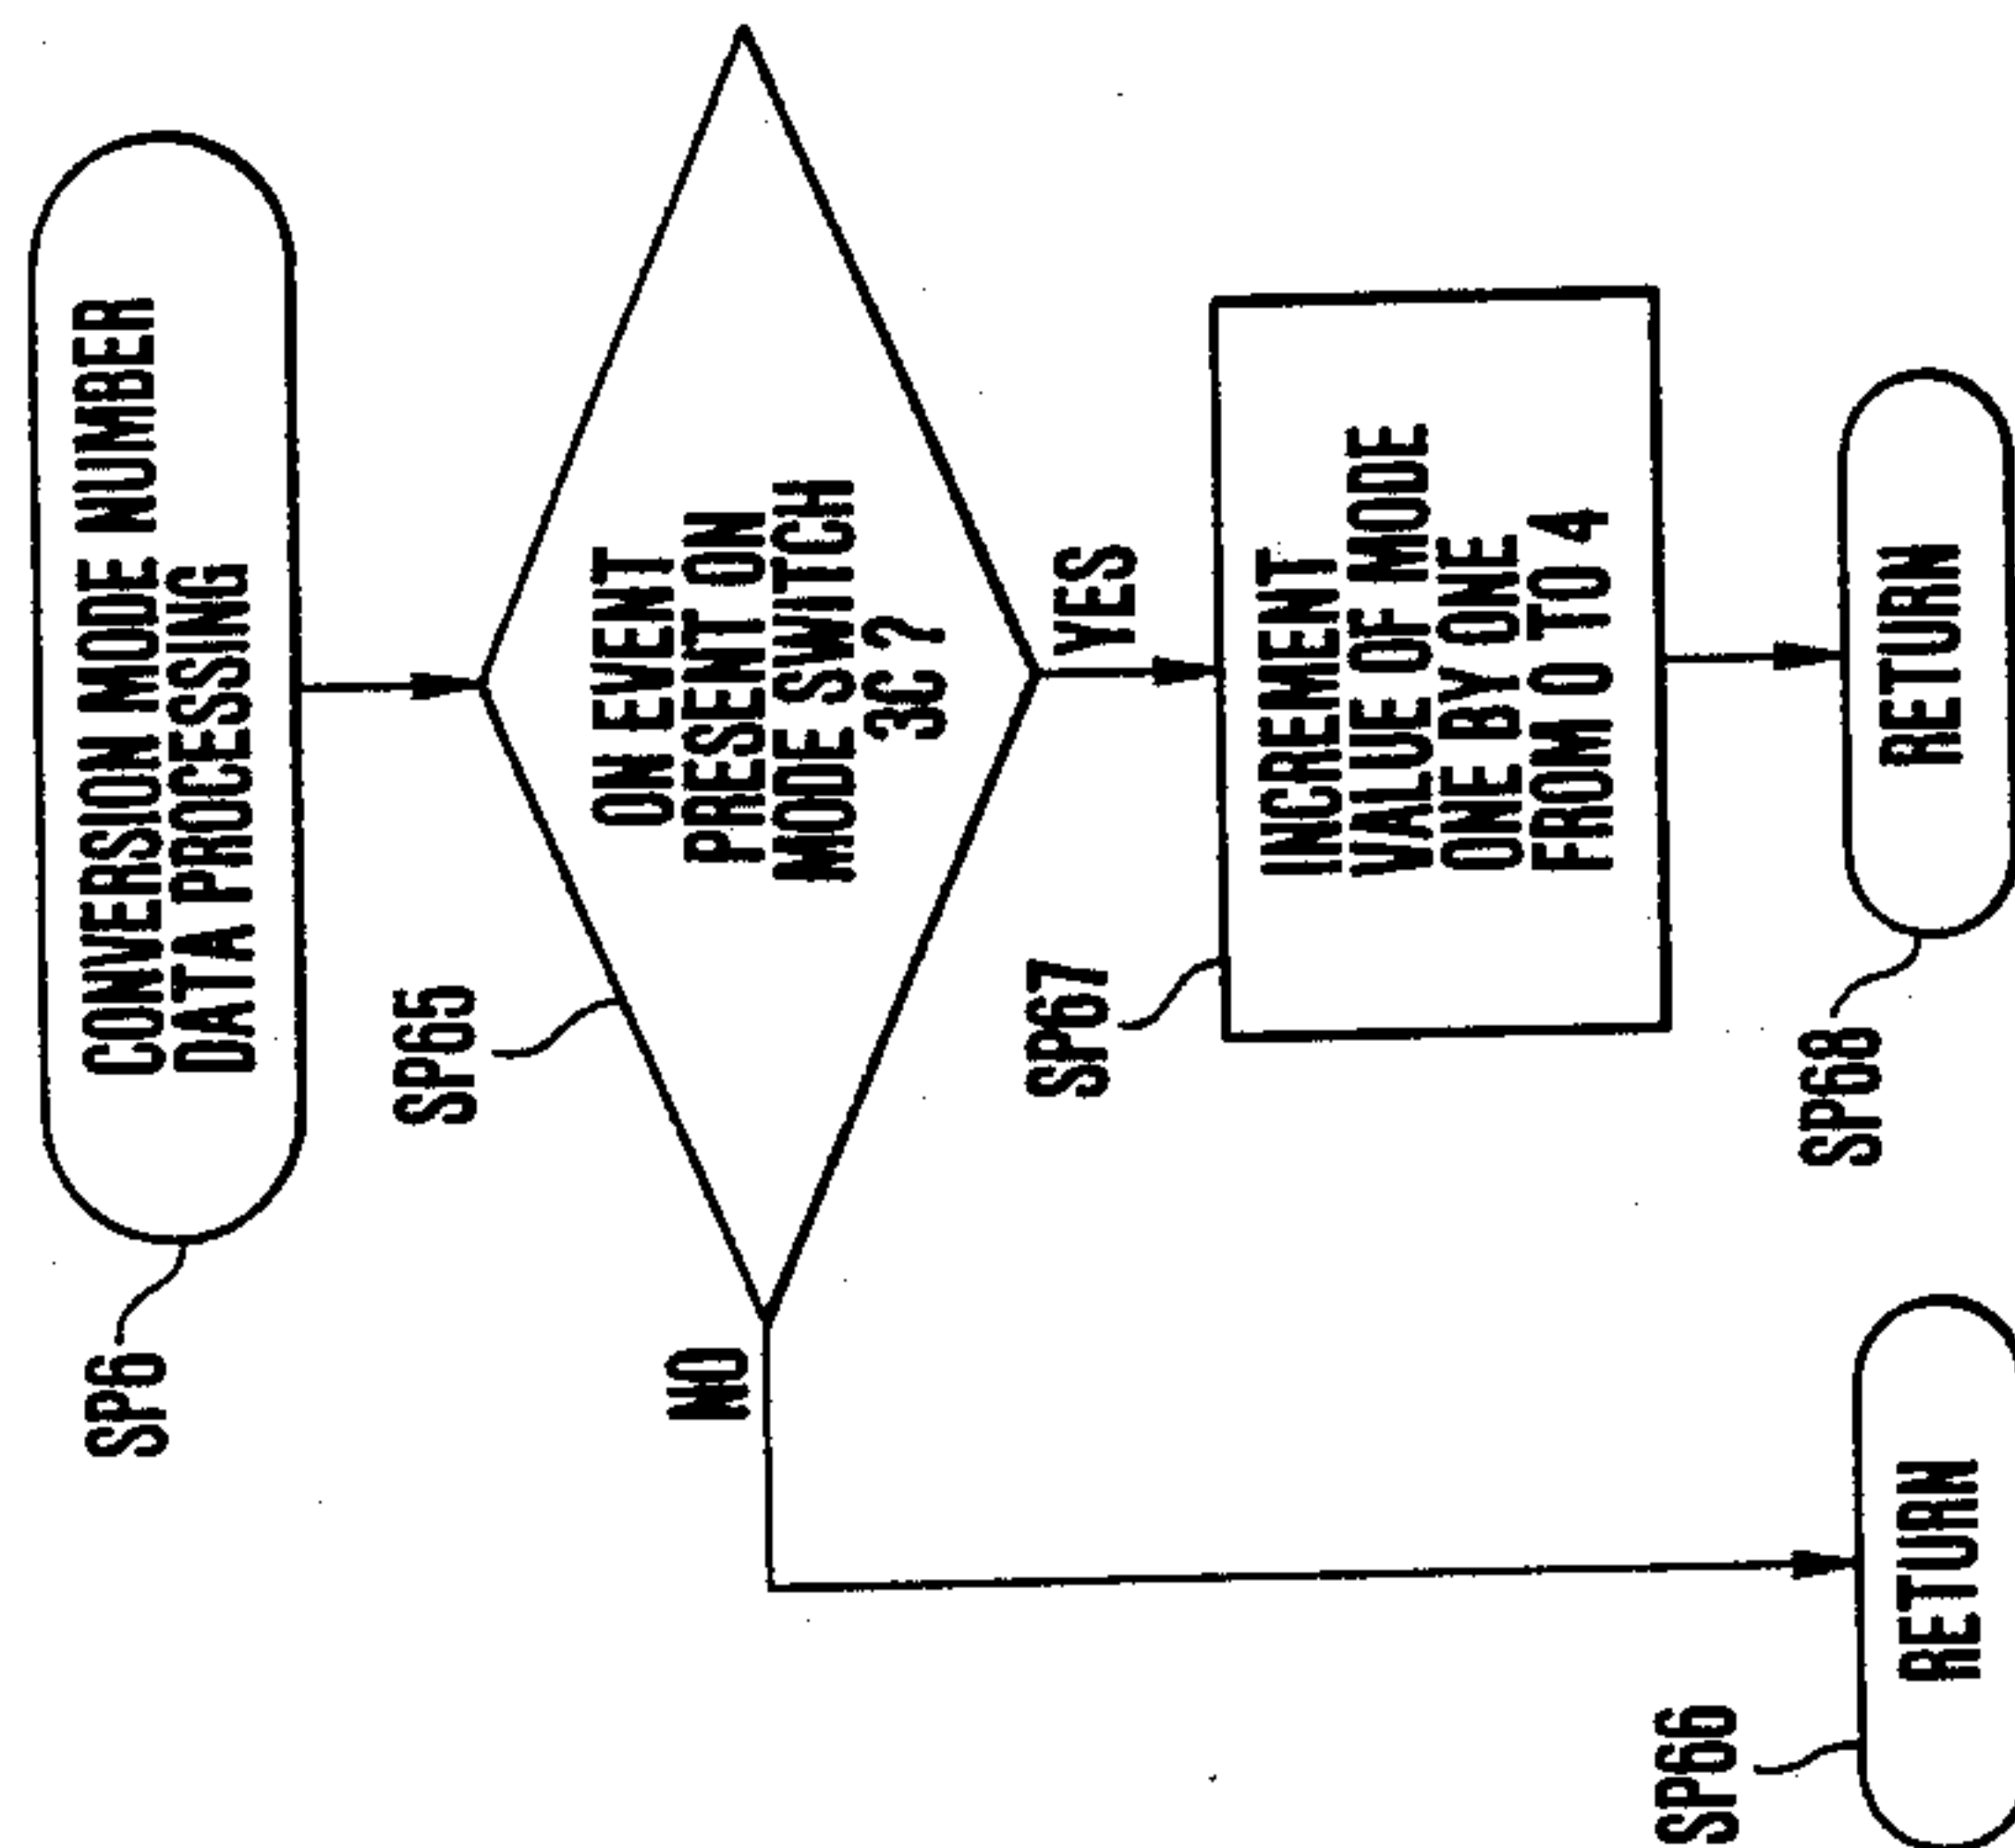 SP6
CONVERSION MODE NUMBER
DATA PROCESSING
SP65
ON EVENT
PRESENT ON
MODE SWITCH
3C ?
NO
YES
SP67
INCREMENT
VALUE OF MODE
ONE BY ONE
FROM 0 TO 4
SP66
RETURN
SP68
RETURN